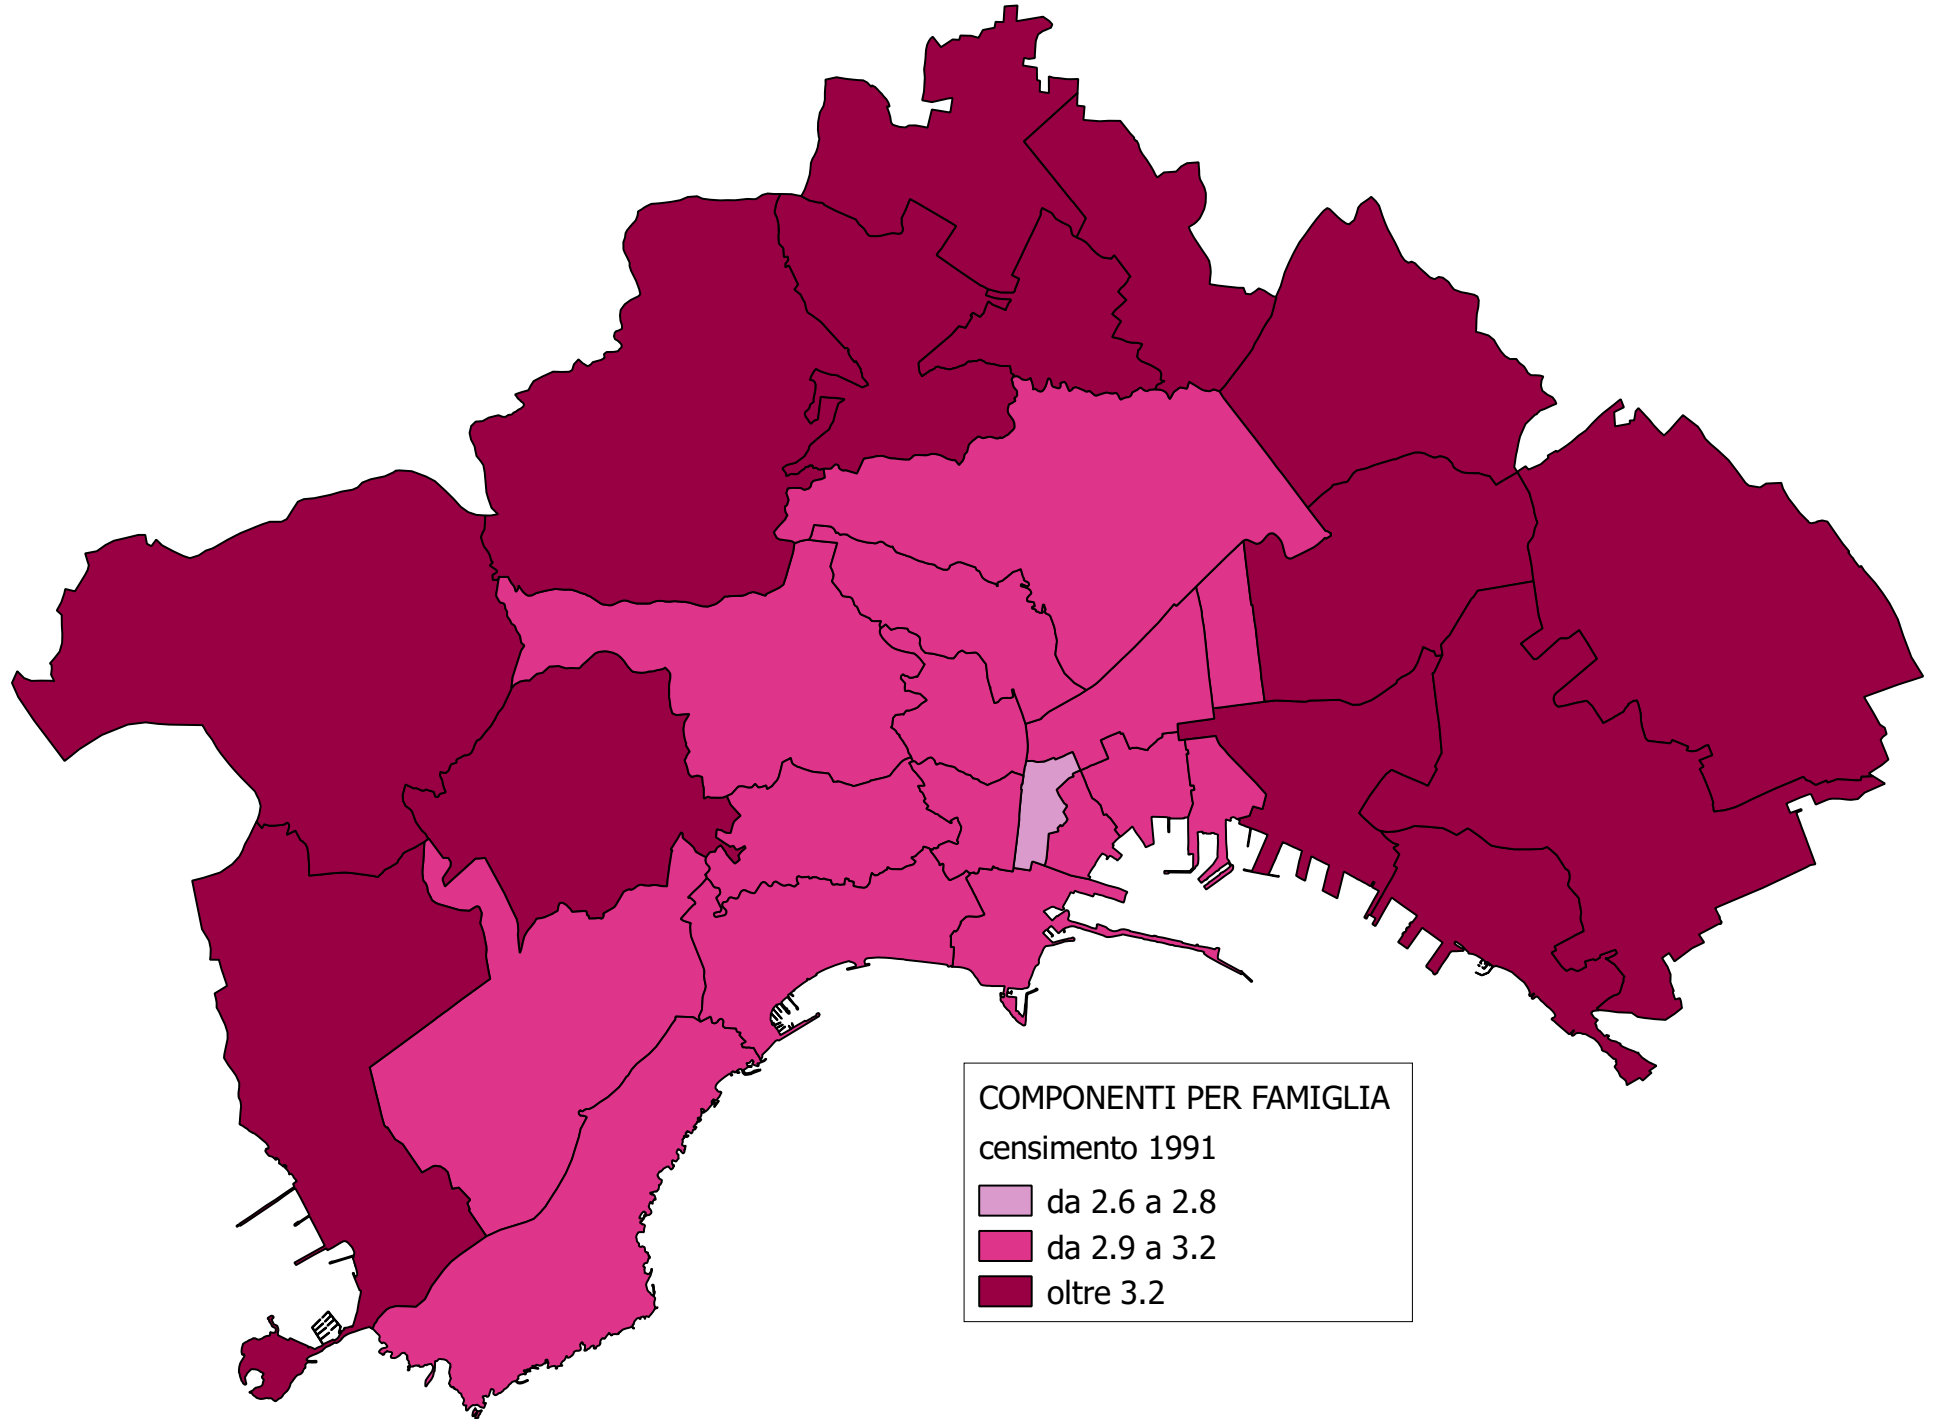 COMPONENTI PER FAMIGLIA
censimento 1991
da 2.6 a 2.8
da 2.9 a 3.2
oltre 3.2